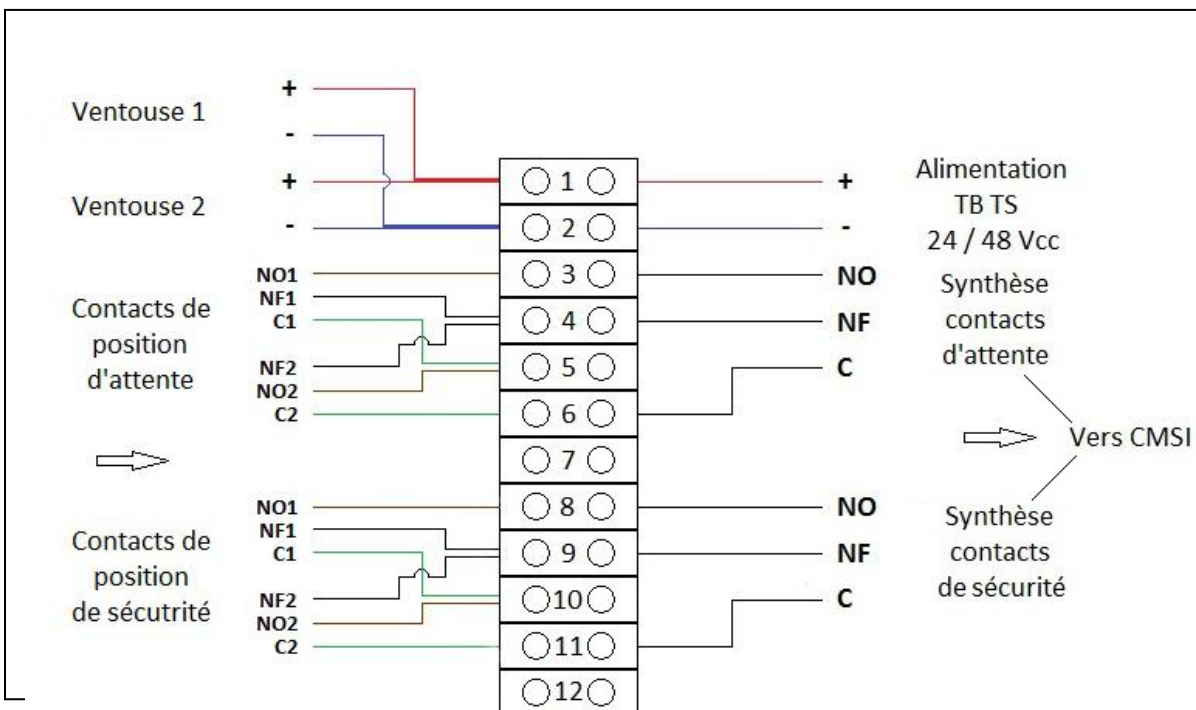 Ventouse 1
+
-
Ventouse 2
+
-
Contacts de
position
d'attente
NO1
NF1
C1
NF2
NO2
C2
Contacts de
position
de sécutrité
NO1
NF1
C1
NF2
NO2
C2
1
2
3
4
5
6
7
8
9
10
11
12
+
-
NO
NF
C
NO
NF
C
Alimentation
TB TS
24 / 48 Vcc
Synthèse
contacts
d'attente
Vers CMSI
Synthèse
contacts
de sécurité